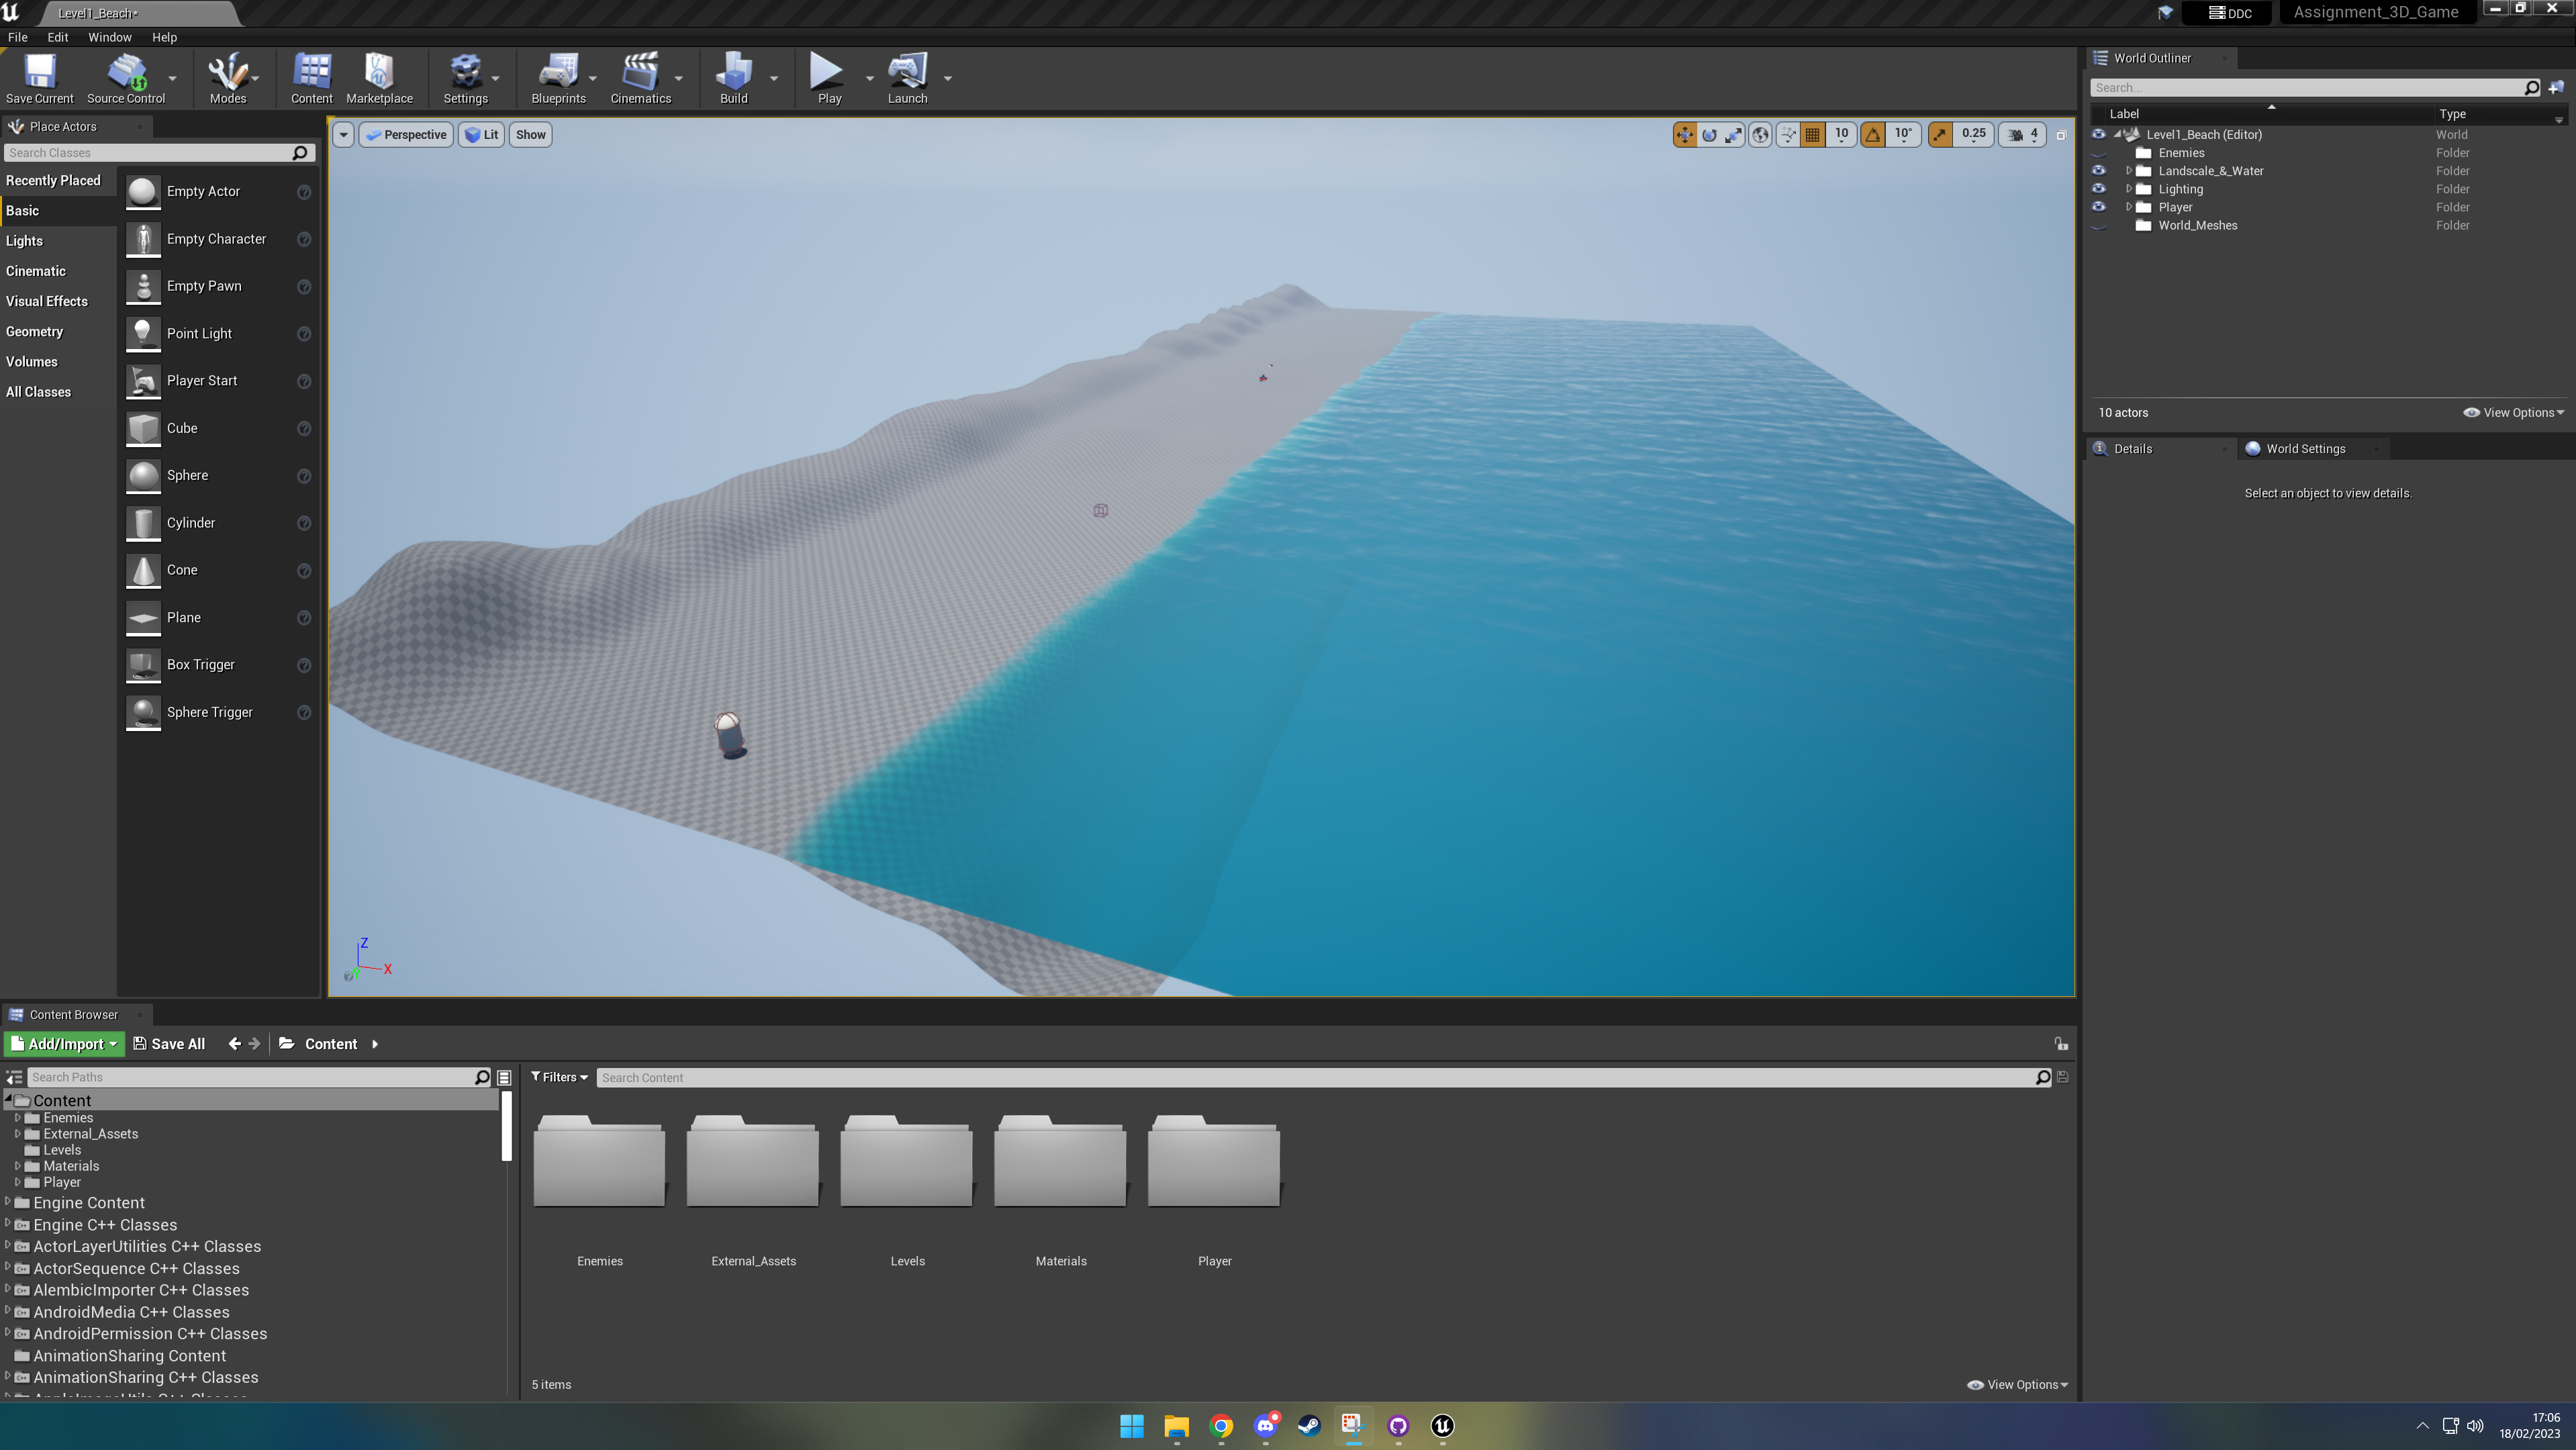 Level1_Beach*
DDC
Assignment_3D_Game
File Edit Window Help
Save Current
Source Control
Modes
Content
Marketplace
Settings
Blueprints
Cinematics
Build
Play
Launch
Place Actors
Search Classes
Recently Placed
Basic
Lights
Cinematic
Visual Effects
Geometry
Volumes
All Classes
Empty Actor
Empty Character
Empty Pawn
Point Light
Player Start
Cube
Sphere
Cylinder
Cone
Plane
Box Trigger
Sphere Trigger
Perspective
Lit
Show
10
10°
0.25
4
Z
X
Y
World Outliner
Search...
Label Type
Level1_Beach (Editor) World
Enemies Folder
Landscale_&_Water Folder
Lighting Folder
Player Folder
World_Meshes Folder
10 actors
View Options
Details
World Settings
Select an object to view details.
Content Browser
Add/Import
Save All
Content
Search Paths
Content
Enemies
External_Assets
Levels
Materials
Player
Engine Content
Engine C++ Classes
ActorLayerUtilities C++ Classes
ActorSequence C++ Classes
AlembicImporter C++ Classes
AndroidMedia C++ Classes
AndroidPermission C++ Classes
AnimationSharing Content
AnimationSharing C++ Classes
Filters
Search Content
Enemies
External_Assets
Levels
Materials
Player
5 items
View Options
17:06
18/02/2023